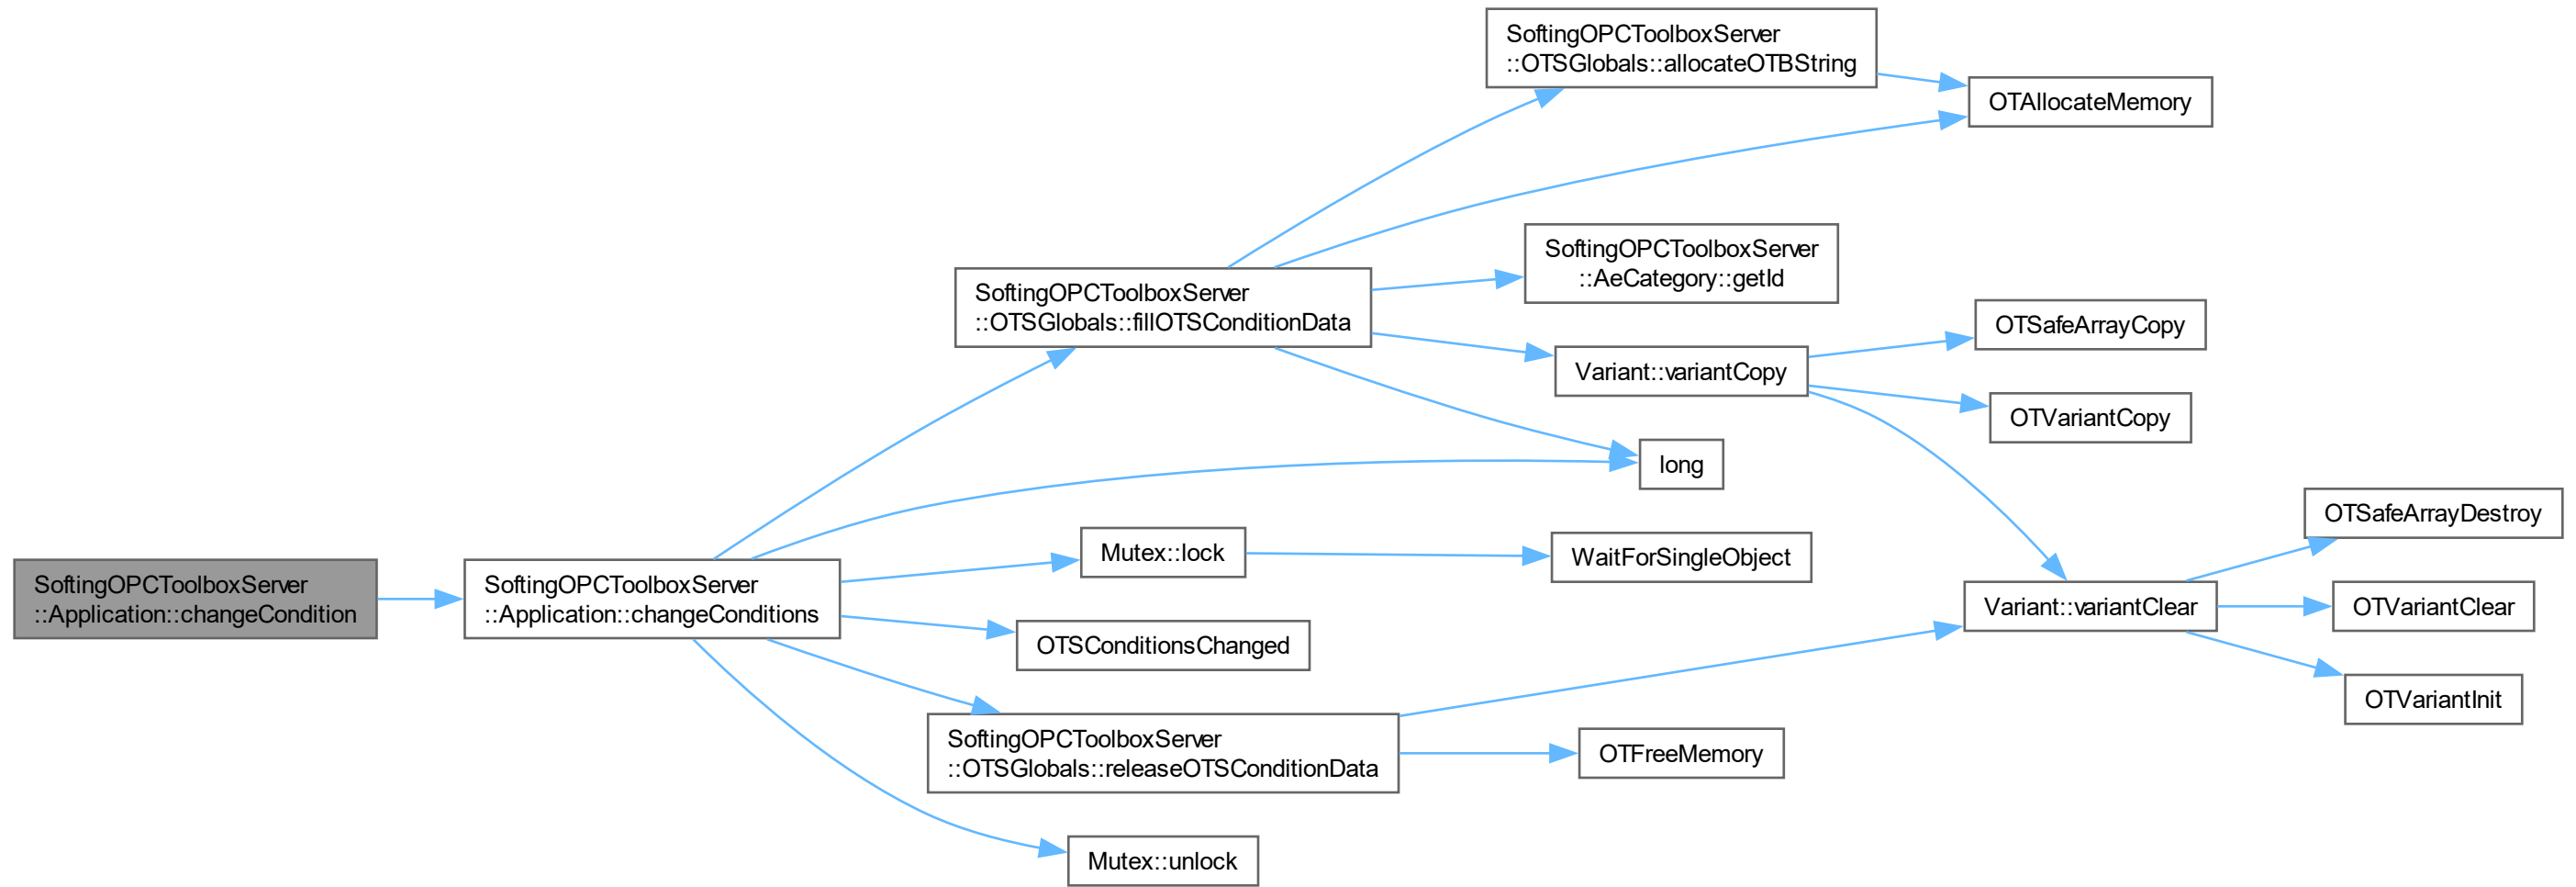 SoftingOPCToolboxServer
::Application::changeCondition
SoftingOPCToolboxServer
::Application::changeConditions
SoftingOPCToolboxServer
::OTSGlobals::fillOTSConditionData
SoftingOPCToolboxServer
::OTSGlobals::allocateOTBString
OTAllocateMemory
SoftingOPCToolboxServer
::AeCategory::getId
Variant::variantCopy
OTSafeArrayCopy
OTVariantCopy
long
Mutex::lock
WaitForSingleObject
OTSConditionsChanged
Variant::variantClear
OTSafeArrayDestroy
OTVariantClear
OTVariantInit
SoftingOPCToolboxServer
::OTSGlobals::releaseOTSConditionData
OTFreeMemory
Mutex::unlock